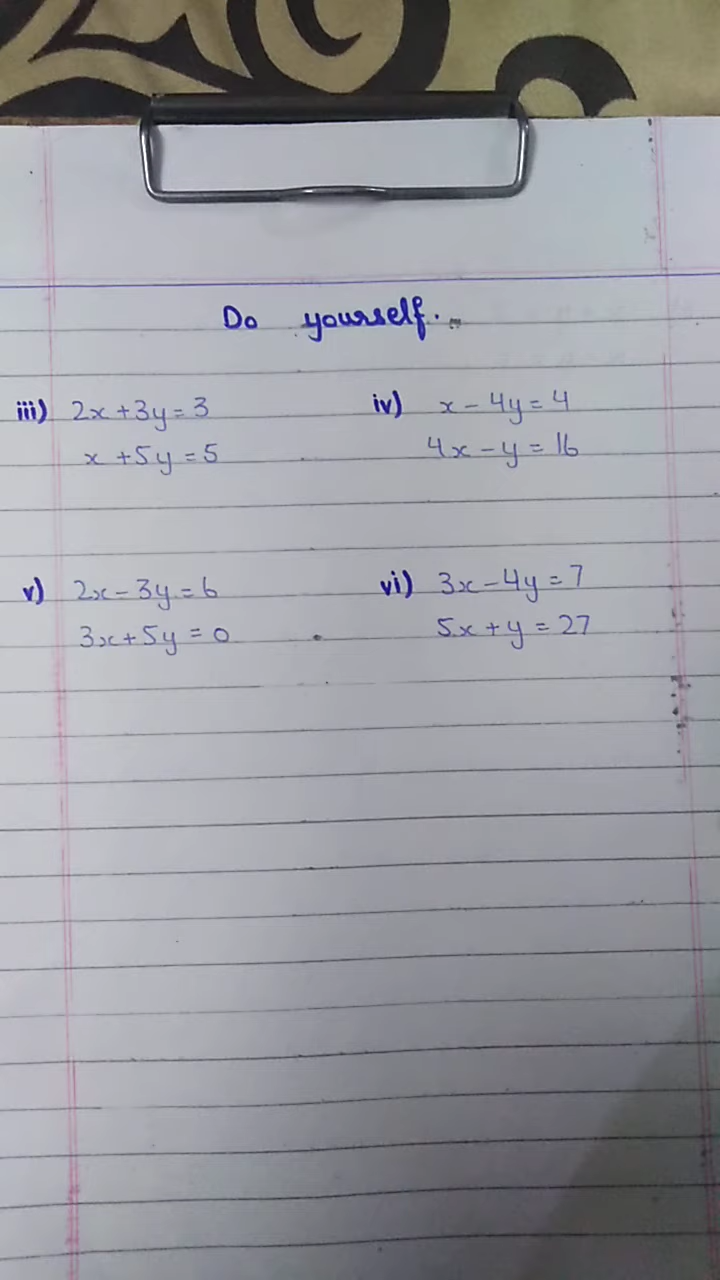 Do yourself.
iii) 2x + 3y = 3
x + 5y = 5
iv) x - 4y = 4
4x - y = 16
v) 2x - 3y = 6
3x + 5y = 0
vi) 3x - 4y = 7
5x + y = 27